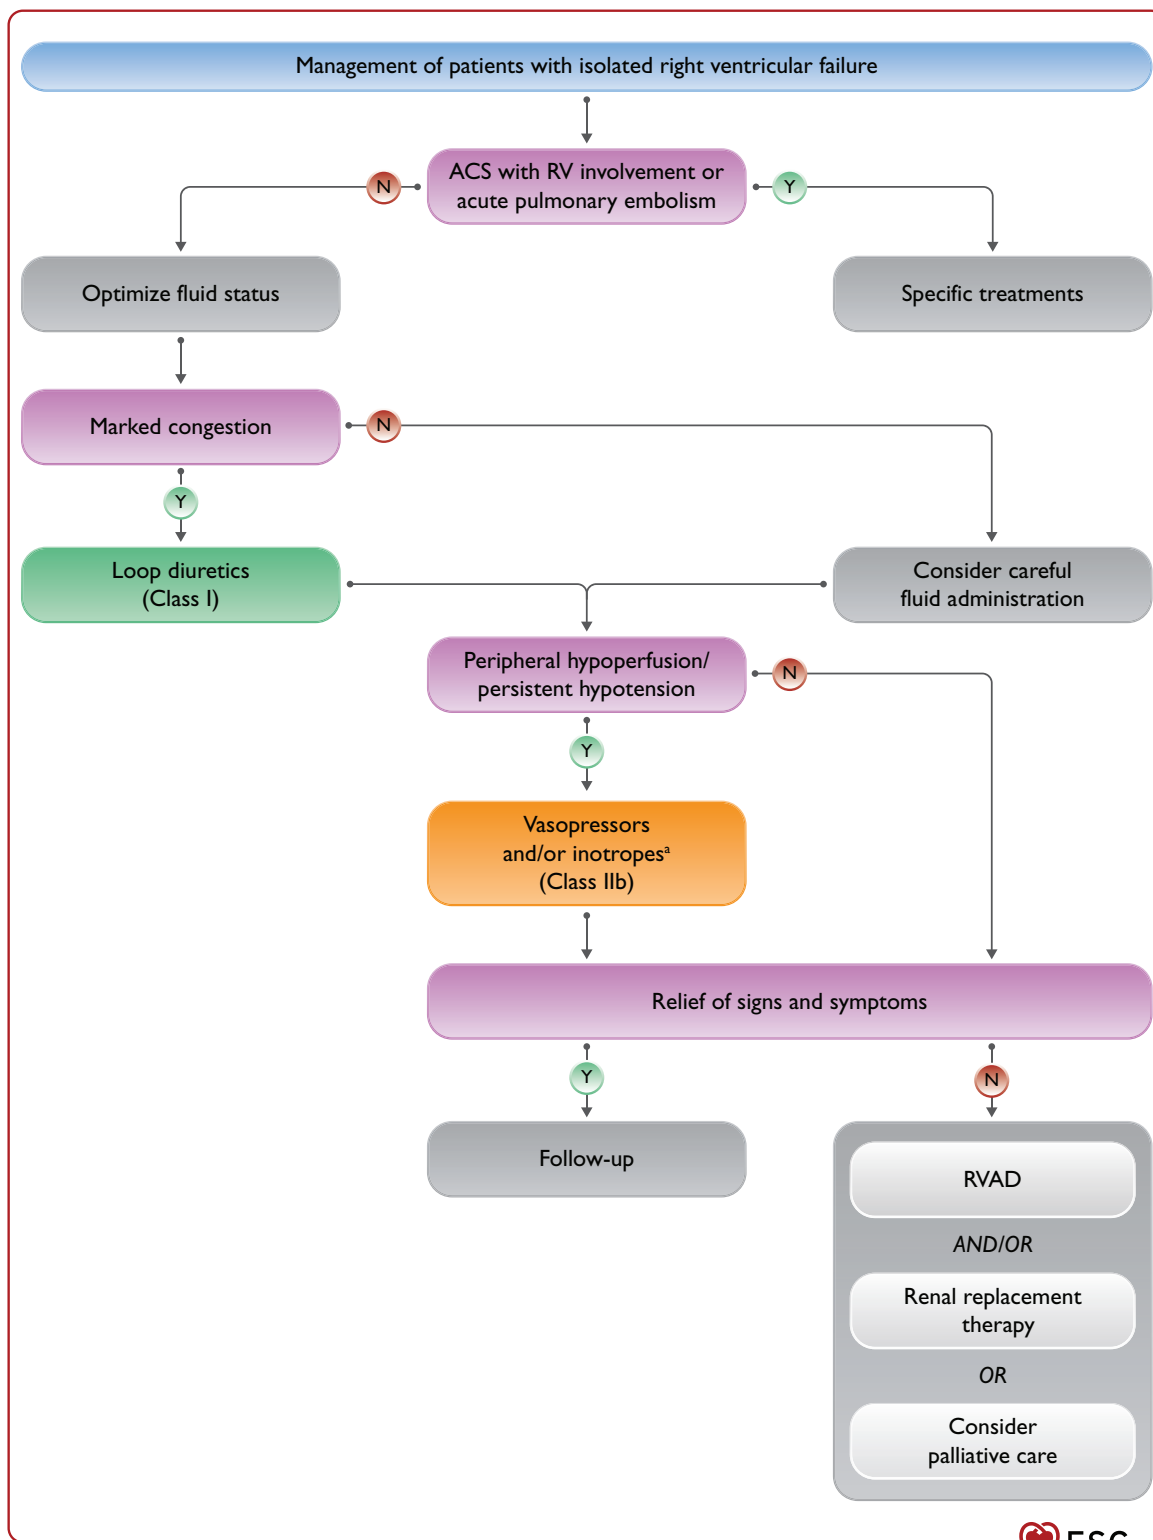 Management of patients with isolated right ventricular failure
ACS with RV involvement or
acute pulmonary embolism
N
Y
Optimize fluid status
Specific treatments
Marked congestion
N
Y
Loop diuretics
(Class I)
Consider careful
fluid administration
Peripheral hypoperfusion/
persistent hypotension
N
Y
Vasopressors
and/or inotropesᵃ
(Class IIb)
Relief of signs and symptoms
Y
N
Follow-up
RVAD
AND/OR
Renal replacement
therapy
OR
Consider
palliative care
ESC